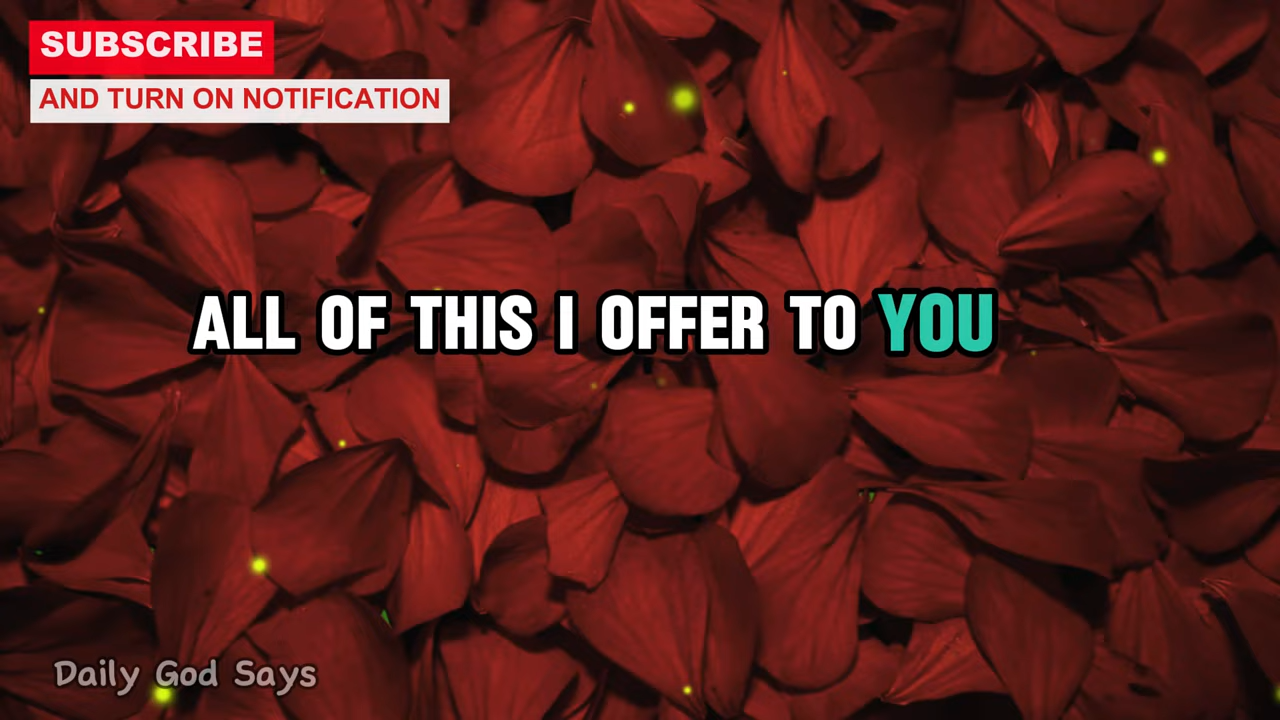 SUBSCRIBE
AND TURN ON NOTIFICATION
ALL OF THIS I OFFER TO YOU
Daily God Says